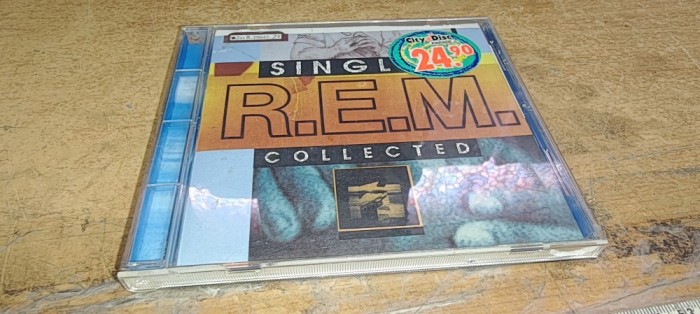 City Disc
24.90
SINGL
R.E.M.
COLLECTED